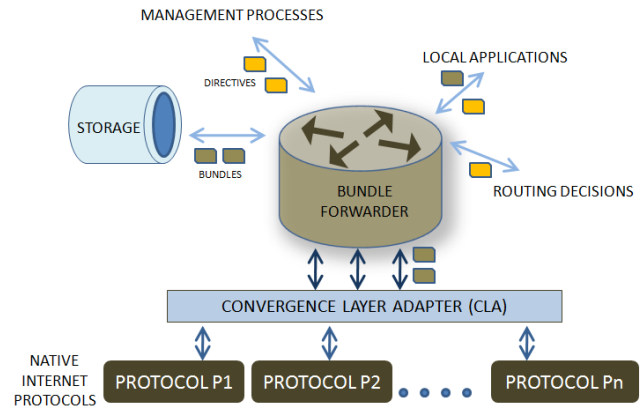 MANAGEMENT PROCESSES
DIRECTIVES
LOCAL APPLICATIONS
STORAGE
BUNDLES
BUNDLE
FORWARDER
ROUTING DECISIONS
CONVERGENCE LAYER ADAPTER (CLA)
NATIVE
INTERNET
PROTOCOLS
PROTOCOL P1
PROTOCOL P2
PROTOCOL Pn